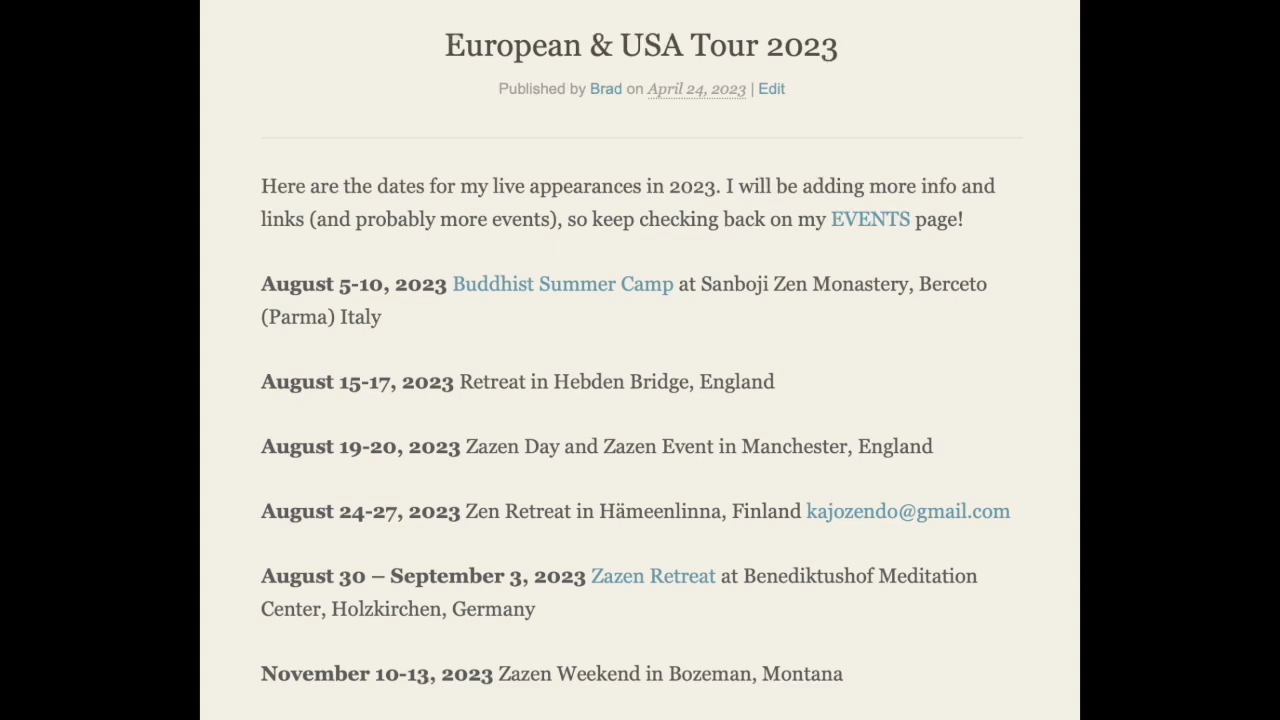 European & USA Tour 2023
Published by Brad on April 24, 2023 | Edit
Here are the dates for my live appearances in 2023. I will be adding more info and
links (and probably more events), so keep checking back on my EVENTS page!
August 5-10, 2023 Buddhist Summer Camp at Sanboji Zen Monastery, Berceto
(Parma) Italy
August 15-17, 2023 Retreat in Hebden Bridge, England
August 19-20, 2023 Zazen Day and Zazen Event in Manchester, England
August 24-27, 2023 Zen Retreat in Hämeenlinna, Finland kajozendo@gmail.com
August 30 – September 3, 2023 Zazen Retreat at Benediktushof Meditation
Center, Holzkirchen, Germany
November 10-13, 2023 Zazen Weekend in Bozeman, Montana